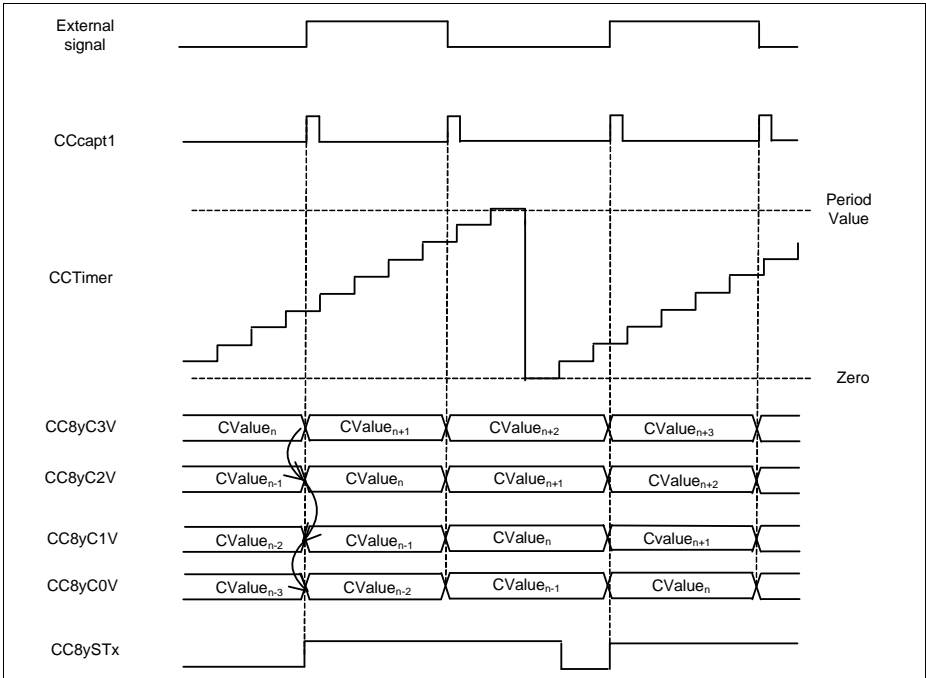 External
signal
CCcapt1
Period
Value
CCTimer
Zero
CC8yC3V CValueₙ CValueₙ₊₁ CValueₙ₊₂ CValueₙ₊₃
CC8yC2V CValueₙ₋₁ CValueₙ CValueₙ₊₁ CValueₙ₊₂
CC8yC1V CValueₙ₋₂ CValueₙ₋₁ CValueₙ Cvalueₙ₊₁
CC8yC0V CValueₙ₋₃ CValueₙ₋₂ CValueₙ₋₁ CValueₙ
CC8ySTx